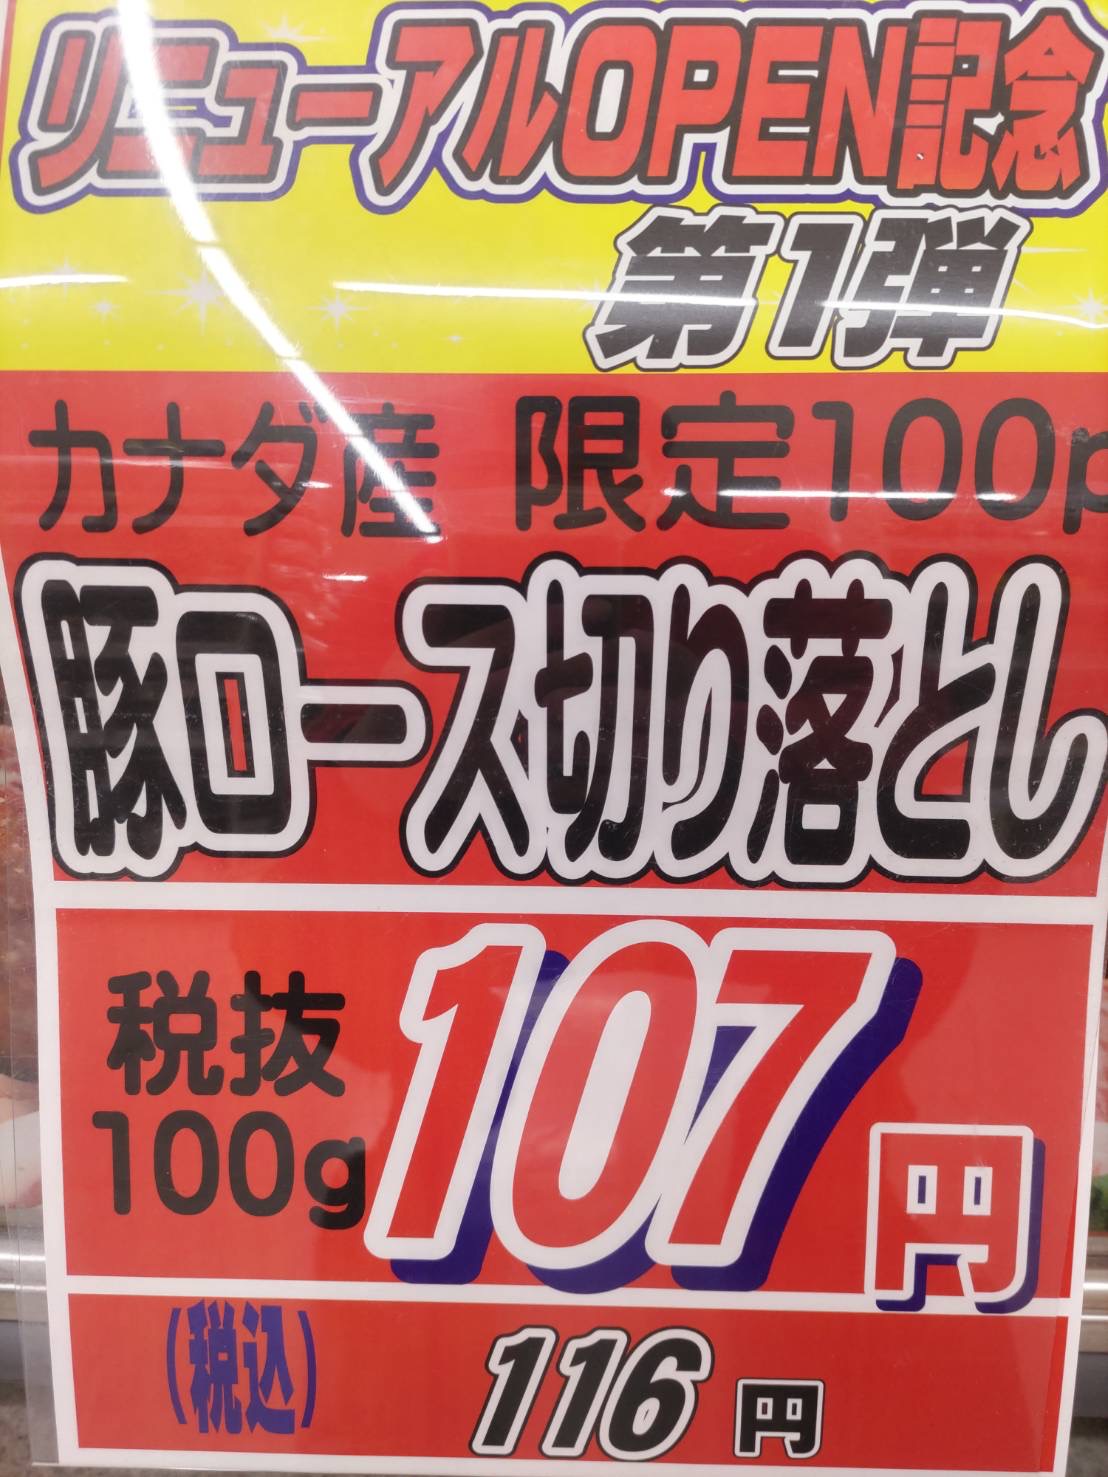 リニューアルOPEN記念
第1弾
カナダ産 限定100p
豚ロース切り落とし
税抜
100g
107円
(税込)
116円